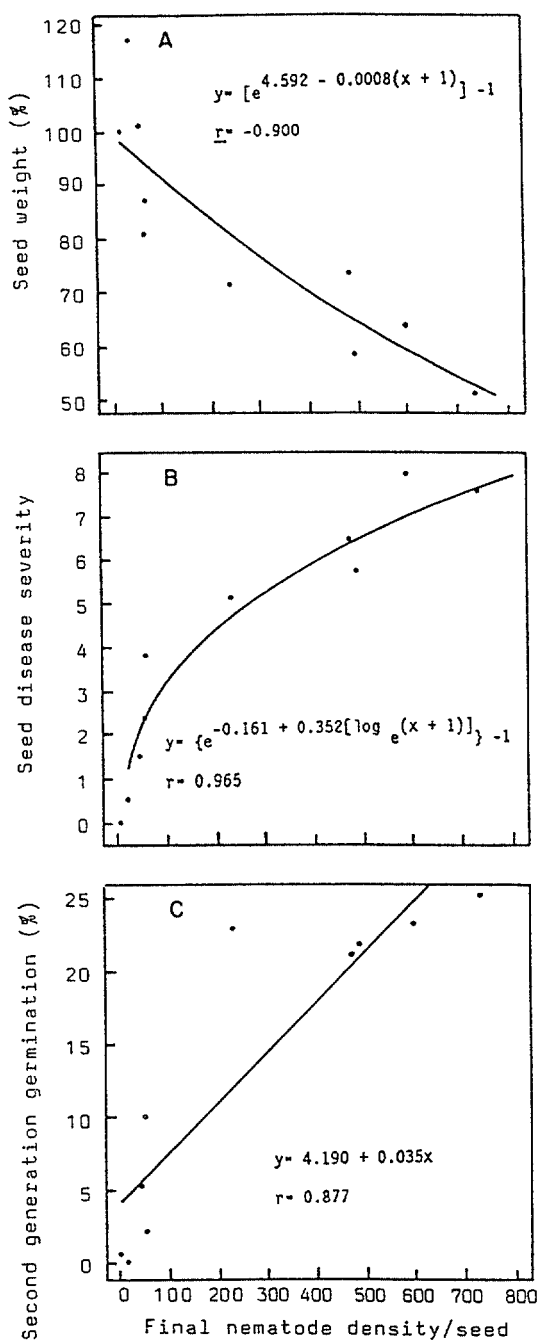 A
Seed weight (%)
120
110
100
90
80
70
60
50
y= [e^4.592 - 0.0008(x + 1)] -1
r= -0.900
B
Seed disease severity
8
7
6
5
4
3
2
1
0
y= {e^-0.161 + 0.352[log e(x + 1)]} -1
r= 0.965
C
Second generation germination (%)
25
20
15
10
5
0
y= 4.190 + 0.035x
r= 0.877
0 100 200 300 400 500 600 700 800
Final nematode density/seed